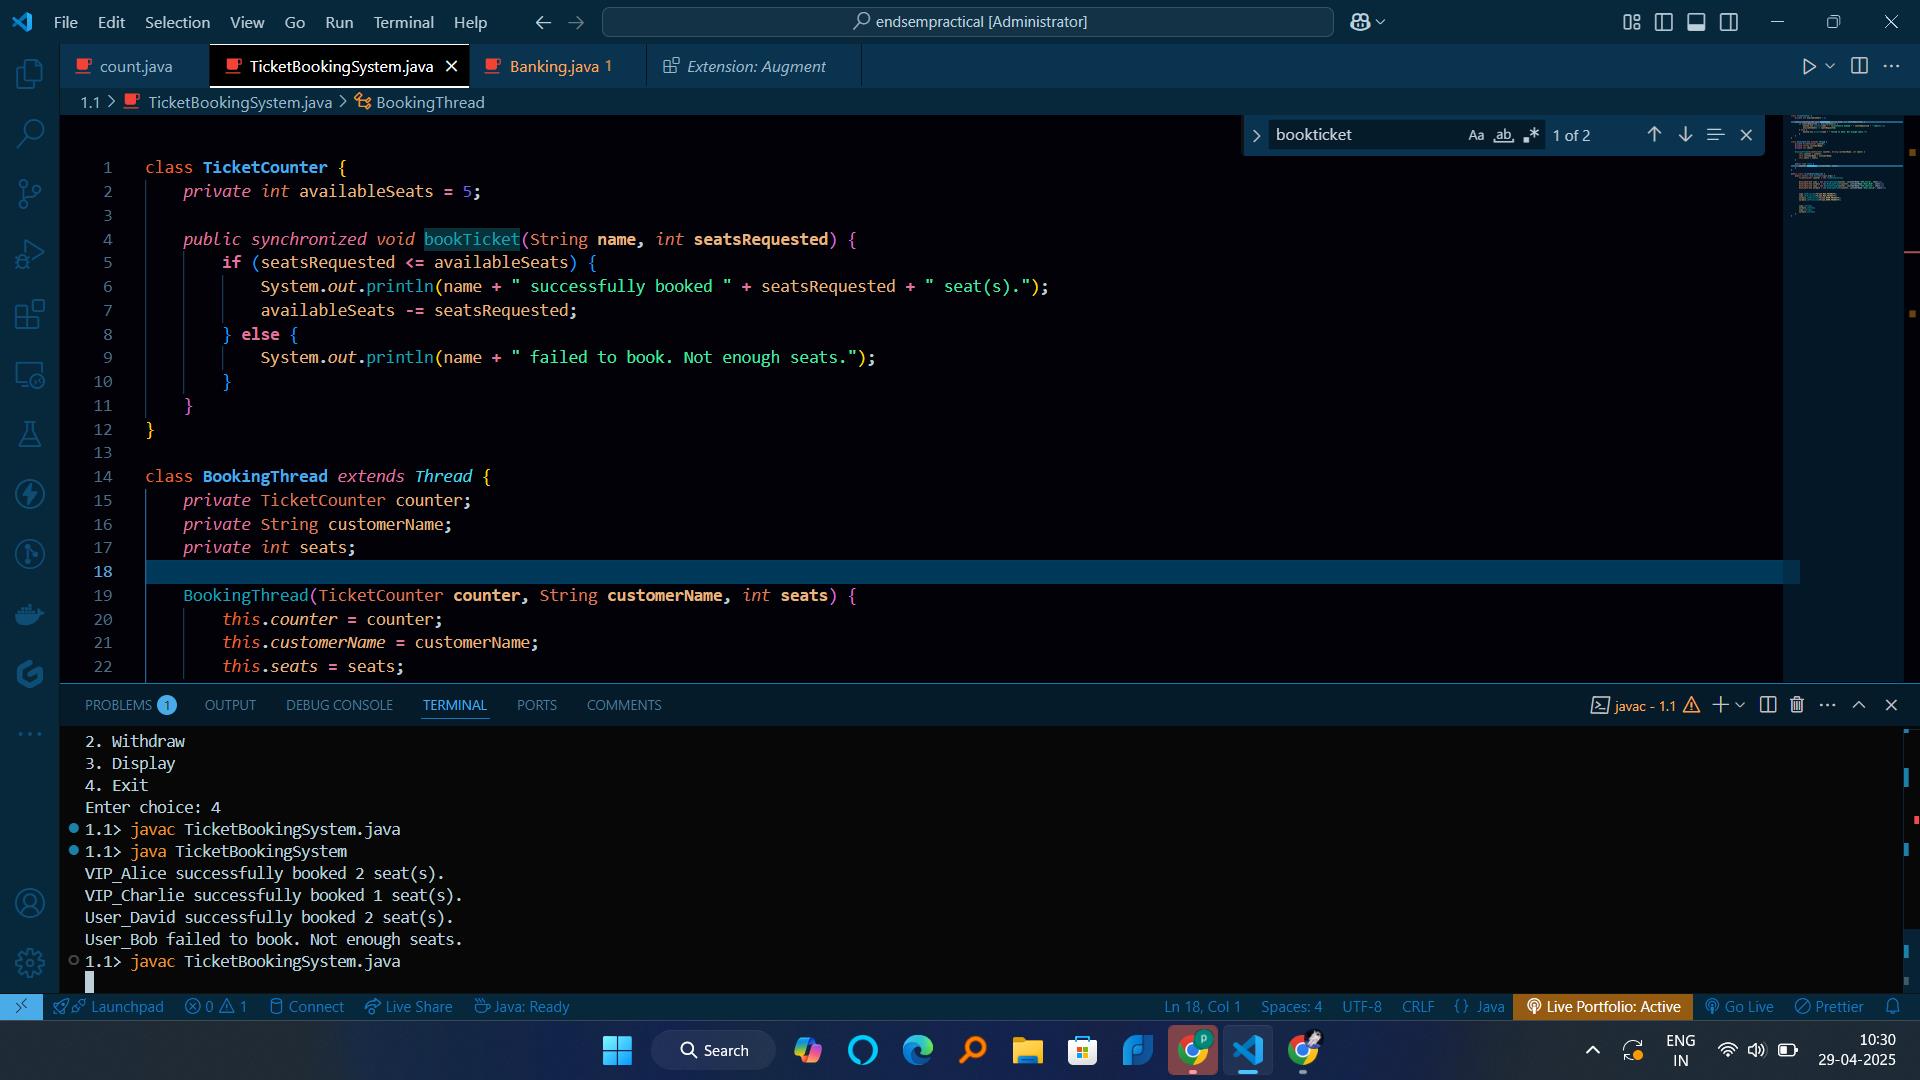 File Edit Selection View Go Run Terminal Help
endsempractical [Administrator]
count.java
TicketBookingSystem.java
Banking.java 1
Extension: Augment
1.1 > TicketBookingSystem.java > BookingThread
bookticket
Aa ab .*
1 of 2
1 class TicketCounter {
2 private int availableSeats = 5;
3
4 public synchronized void bookTicket(String name, int seatsRequested) {
5 if (seatsRequested <= availableSeats) {
6 System.out.println(name + " successfully booked " + seatsRequested + " seat(s).");
7 availableSeats -= seatsRequested;
8 } else {
9 System.out.println(name + " failed to book. Not enough seats.");
10 }
11 }
12 }
13
14 class BookingThread extends Thread {
15 private TicketCounter counter;
16 private String customerName;
17 private int seats;
18
19 BookingThread(TicketCounter counter, String customerName, int seats) {
20 this.counter = counter;
21 this.customerName = customerName;
22 this.seats = seats;
PROBLEMS 1 OUTPUT DEBUG CONSOLE TERMINAL PORTS COMMENTS
javac - 1.1
2. Withdraw
3. Display
4. Exit
Enter choice: 4
1.1> javac TicketBookingSystem.java
1.1> java TicketBookingSystem
VIP_Alice successfully booked 2 seat(s).
VIP_Charlie successfully booked 1 seat(s).
User_David successfully booked 2 seat(s).
User_Bob failed to book. Not enough seats.
1.1> javac TicketBookingSystem.java
Launchpad 0 1 Connect Live Share Java: Ready
Ln 18, Col 1 Spaces: 4 UTF-8 CRLF {} Java Live Portfolio: Active Go Live Prettier
Search
ENG
IN
10:30
29-04-2025